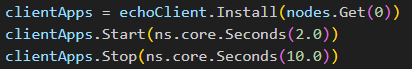 clientApps = echoClient.Install(nodes.Get(0))
clientApps.Start(ns.core.Seconds(2.0))
clientApps.Stop(ns.core.Seconds(10.0))